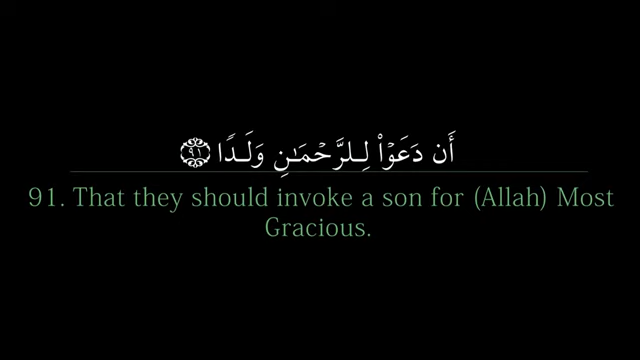 أَن دَعَوْا۟ لِلرَّحْمَـٰنِ وَلَدًا ۝٩١
91. That they should invoke a son for (Allah) Most
Gracious.